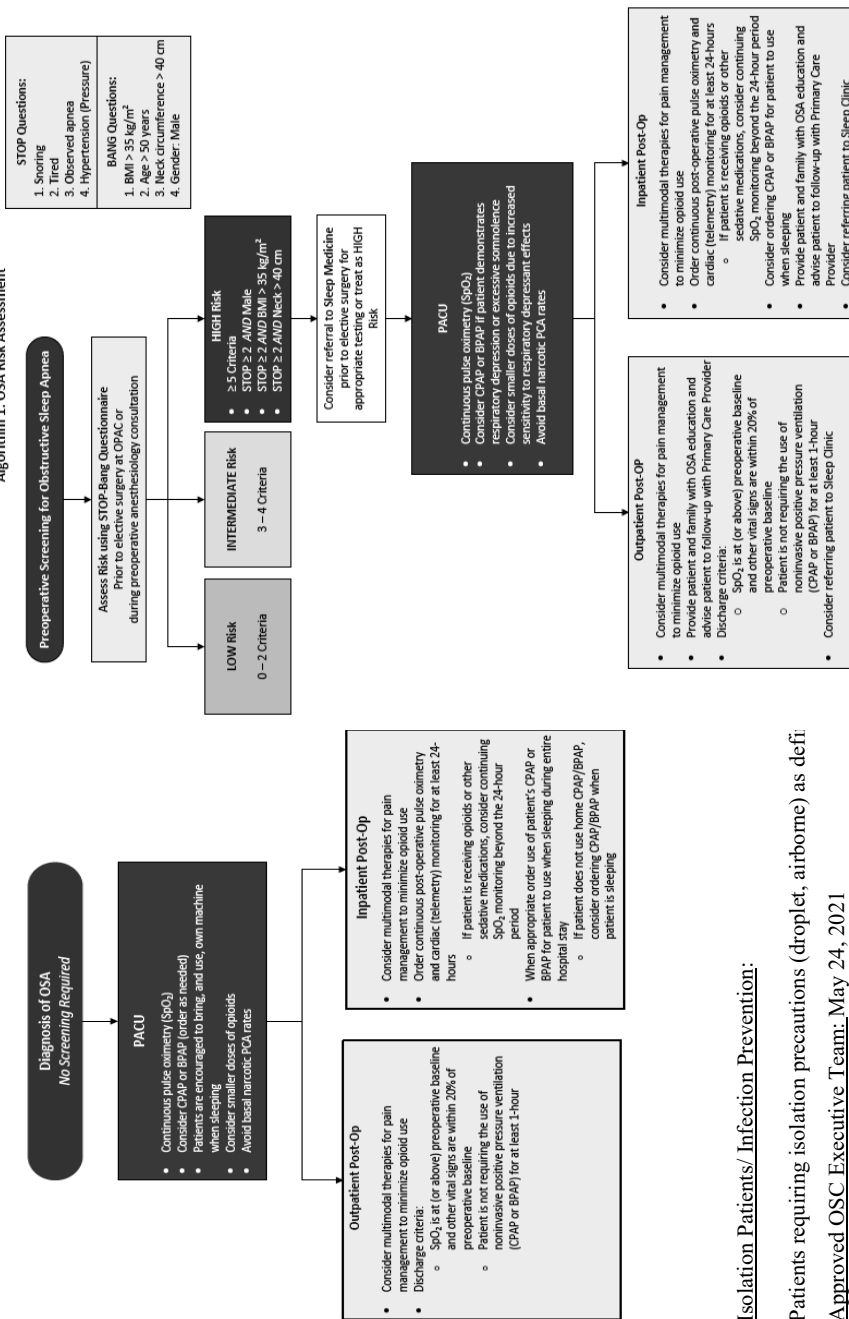 Algorithm 1: OSA Risk Assessment
Diagnosis of OSA
No Screening Required
PACU
• Continuous pulse oximetry (SpO₂)
• Consider CPAP or BPAP (order as needed)
• Patients are encouraged to bring, and use, own machine
when sleeping
• Consider smaller doses of opioids
• Avoid basal narcotic PCA rates
Outpatient Post-Op
• Consider multimodal therapies for pain
management to minimize opioid use
• Discharge criteria:
○ SpO₂ is at (or above) preoperative baseline
and other vital signs are within 20% of
preoperative baseline
○ Patient is not requiring the use of
noninvasive positive pressure ventilation
(CPAP or BPAP) for at least 1-hour
Inpatient Post-Op
• Consider multimodal therapies for pain
management to minimize opioid use
• Order continuous post-operative pulse oximetry
and cardiac (telemetry) monitoring for at least 24-
hours
○ If patient is receiving opioids or other
sedative medications, consider continuing
SpO₂ monitoring beyond the 24-hour
period
• When appropriate order use of patient's CPAP or
BPAP for patient to use when sleeping during entire
hospital stay
○ If patient does not use home CPAP/BPAP,
consider ordering CPAP/BPAP when
patient is sleeping
Preoperative Screening for Obstructive Sleep Apnea
Assess Risk using STOP-Bang Questionnaire
Prior to elective surgery at OPAC or
during preoperative anesthesiology consultation
STOP Questions:
1. Snoring
2. Tired
3. Observed apnea
4. Hypertension (Pressure)
BANG Questions:
1. BMI > 35 kg/m²
2. Age > 50 years
3. Neck circumference > 40 cm
4. Gender: Male
LOW Risk
0 – 2 Criteria
INTERMEDIATE Risk
3 – 4 Criteria
HIGH Risk
• ≥ 5 Criteria
• STOP ≥ 2 AND Male
• STOP ≥ 2 AND BMI > 35 kg/m²
• STOP ≥ 2 AND Neck > 40 cm
Consider referral to Sleep Medicine
prior to elective surgery for
appropriate testing or treat as HIGH
Risk
PACU
• Continuous pulse oximetry (SpO₂)
• Consider CPAP or BPAP if patient demonstrates
respiratory depression or excessive somnolence
• Consider smaller doses of opioids due to increased
sensitivity to respiratory depressant effects
• Avoid basal narcotic PCA rates
Outpatient Post-OP
• Consider multimodal therapies for pain management
to minimize opioid use
• Provide patient and family with OSA education and
advise patient to follow-up with Primary Care Provider
• Discharge criteria:
○ SpO₂ is at (or above) preoperative baseline
and other vital signs are within 20% of
preoperative baseline
○ Patient is not requiring the use of
noninvasive positive pressure ventilation
(CPAP or BPAP) for at least 1-hour
• Consider referring patient to Sleep Clinic
Inpatient Post-Op
• Consider multimodal therapies for pain management
to minimize opioid use
• Order continuous post-operative pulse oximetry and
cardiac (telemetry) monitoring for at least 24-hours
○ If patient is receiving opioids or other
sedative medications, consider continuing
SpO₂ monitoring beyond the 24-hour period
• Consider ordering CPAP or BPAP for patient to use
when sleeping
• Provide patient and family with OSA education and
advise patient to follow-up with Primary Care
Provider
• Consider referring patient to Sleep Clinic
Isolation Patients/ Infection Prevention:
Patients requiring isolation precautions (droplet, airborne) as defi
Approved OSC Executive Team: May 24, 2021